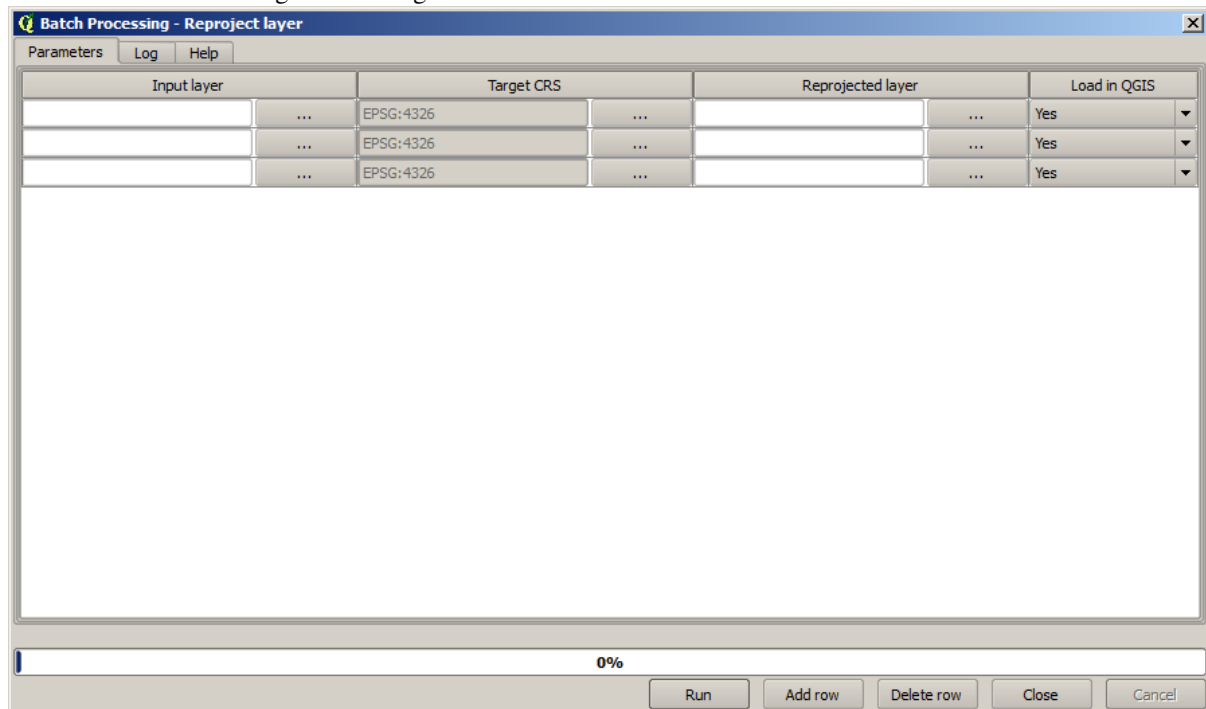 Batch Processing - Reproject layer
Parameters Log Help
Input layer Target CRS Reprojected layer Load in QGIS
... EPSG:4326 ... ... Yes
... EPSG:4326 ... ... Yes
... EPSG:4326 ... ... Yes
0%
Run Add row Delete row Close Cancel